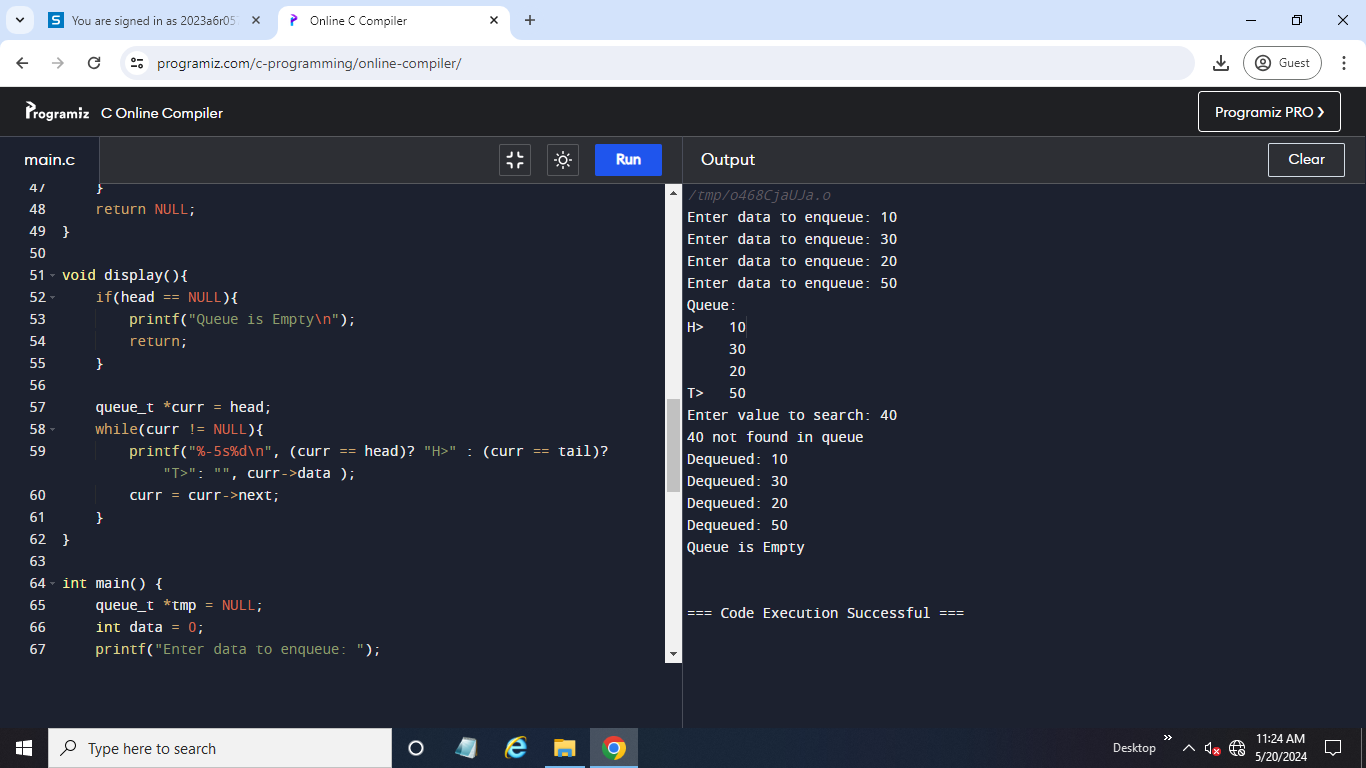 You are signed in as 2023a6r05
Online C Compiler
programiz.com/c-programming/online-compiler/
Guest
Programiz C Online Compiler
Programiz PRO ❯
main.c
Run
Output
Clear
47 }
48 return NULL;
49 }
50
51 void display(){
52 if(head == NULL){
53 printf("Queue is Empty\n");
54 return;
55 }
56
57 queue_t *curr = head;
58 while(curr != NULL){
59 printf("%-5s%d\n", (curr == head)? "H>" : (curr == tail)?
"T>": "", curr->data );
60 curr = curr->next;
61 }
62 }
63
64 int main() {
65 queue_t *tmp = NULL;
66 int data = 0;
67 printf("Enter data to enqueue: ");
/tmp/o468CjaUJa.o
Enter data to enqueue: 10
Enter data to enqueue: 30
Enter data to enqueue: 20
Enter data to enqueue: 50
Queue:
H> 10
30
20
T> 50
Enter value to search: 40
40 not found in queue
Dequeued: 10
Dequeued: 30
Dequeued: 20
Dequeued: 50
Queue is Empty
=== Code Execution Successful ===
Type here to search
Desktop
11:24 AM
5/20/2024